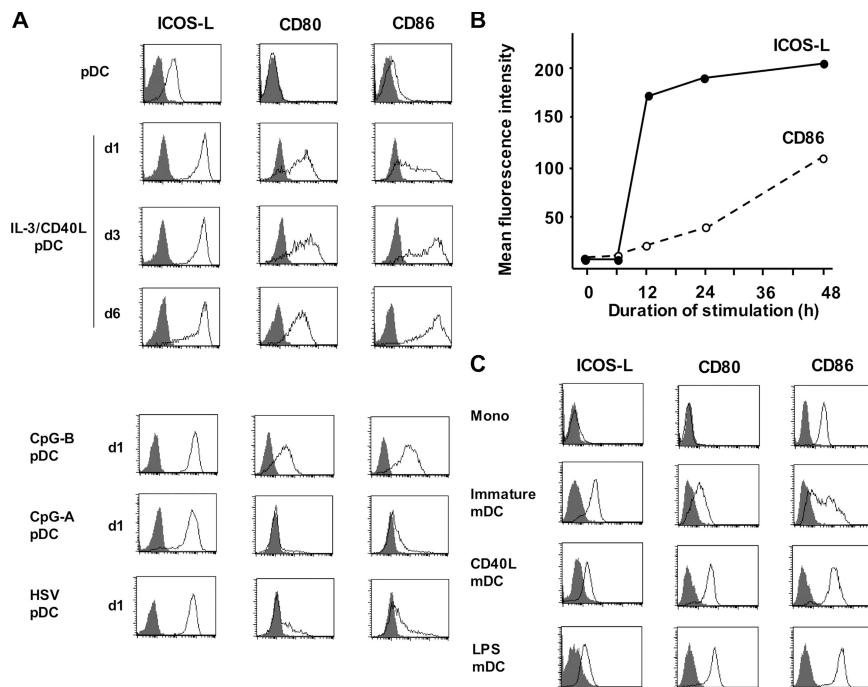 A
ICOS-L CD80 CD86
pDC
d1
IL-3/CD40L
pDC
d3
d6
CpG-B
pDC
d1
CpG-A
pDC
d1
HSV
pDC
d1
B
Mean fluorescence intensity
200
150
100
50
ICOS-L
CD86
0 12 24 36 48
Duration of stimulation (h)
C
ICOS-L CD80 CD86
Mono
Immature
mDC
CD40L
mDC
LPS
mDC